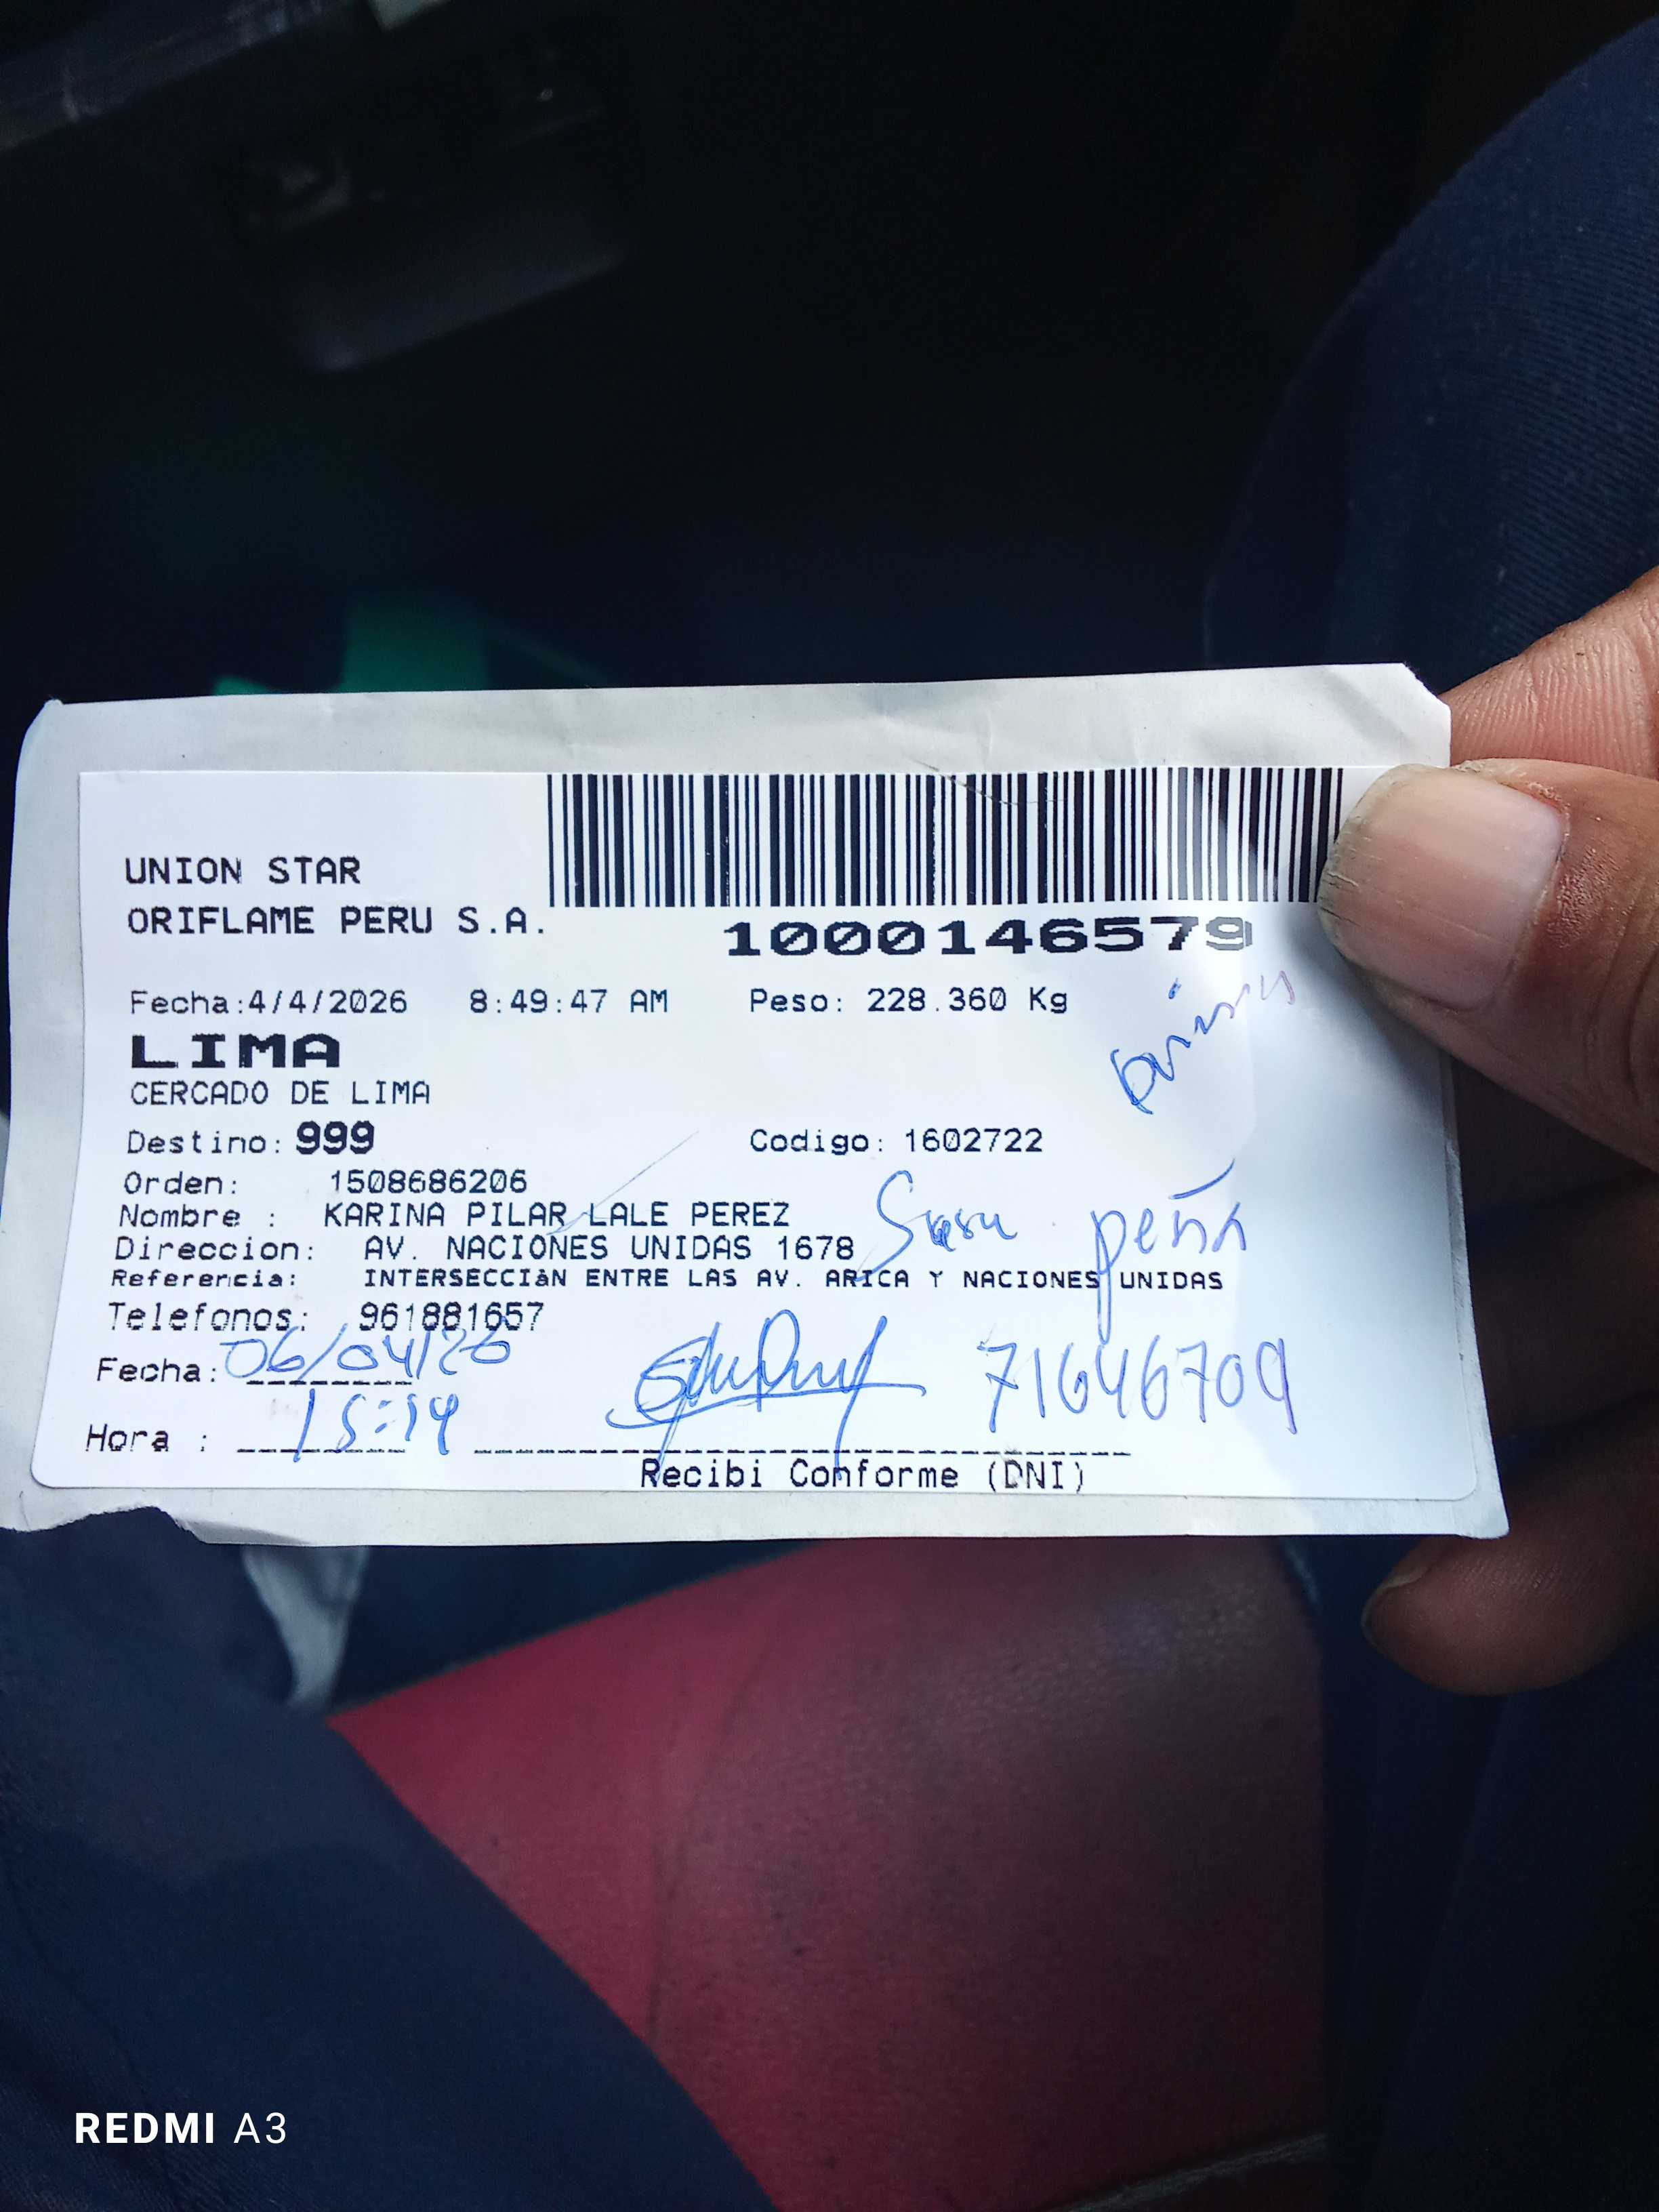 UNION STAR
ORIFLAME PERU S.A.
1000146579
Fecha:4/4/2026 8:49:47 AM Peso: 228.360 Kg
LIMA
CERCADO DE LIMA
Destino: 999 Codigo: 1602722
Orden: 1508686206
Nombre : KARINA PILAR LALE PEREZ
Direccion: AV. NACIONES UNIDAS 1678
peña
Referencia: INTERSECCIàN ENTRE LAS AV. ARICA Y NACIONES UNIDAS
Telefonos: 961881657
Fecha: 06/04/26
71646709
Hora : 15:14
Recibi Conforme (DNI)
REDMI A3